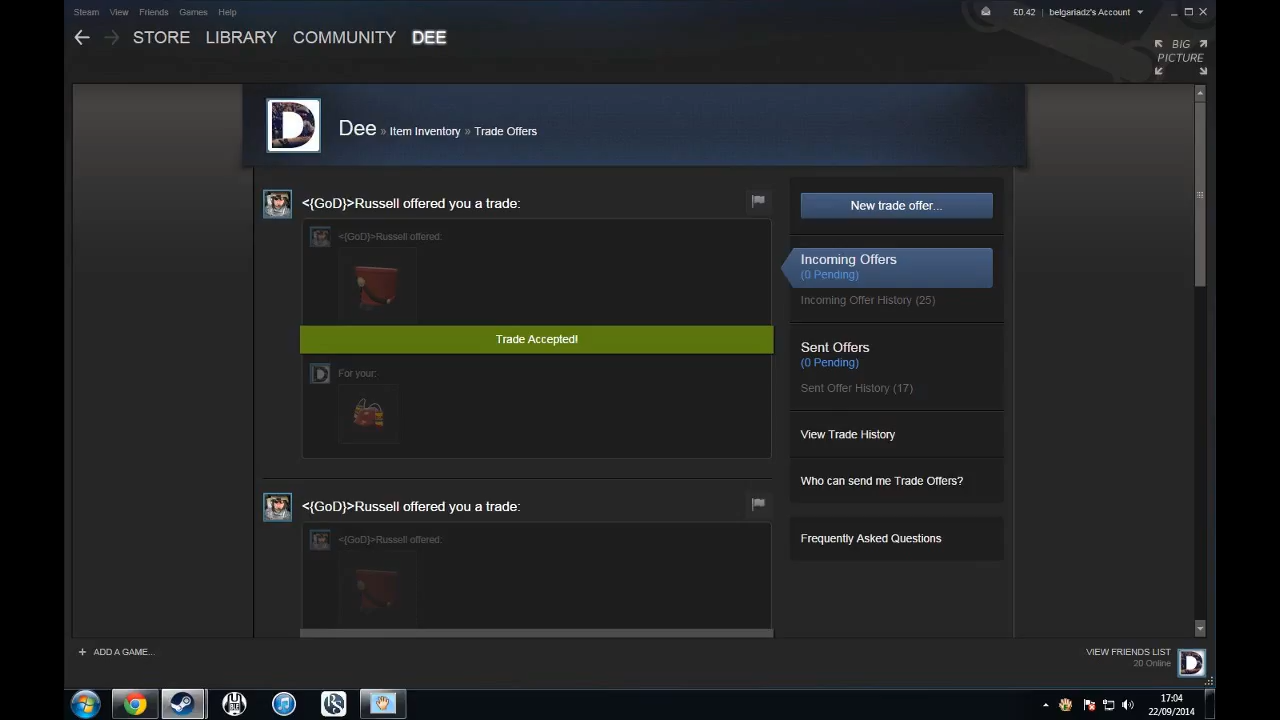 Steam View Friends Games Help
£0.42 belgariadz's Account
STORE LIBRARY COMMUNITY DEE
BIG
PICTURE
Dee » Item Inventory » Trade Offers
<{GoD}>Russell offered you a trade:
<{GoD}>Russell offered:
Trade Accepted!
For your:
<{GoD}>Russell offered you a trade:
<{GoD}>Russell offered:
New trade offer...
Incoming Offers
(0 Pending)
Incoming Offer History (25)
Sent Offers
(0 Pending)
Sent Offer History (17)
View Trade History
Who can send me Trade Offers?
Frequently Asked Questions
+ ADD A GAME...
VIEW FRIENDS LIST
20 Online
17:04
22/09/2014